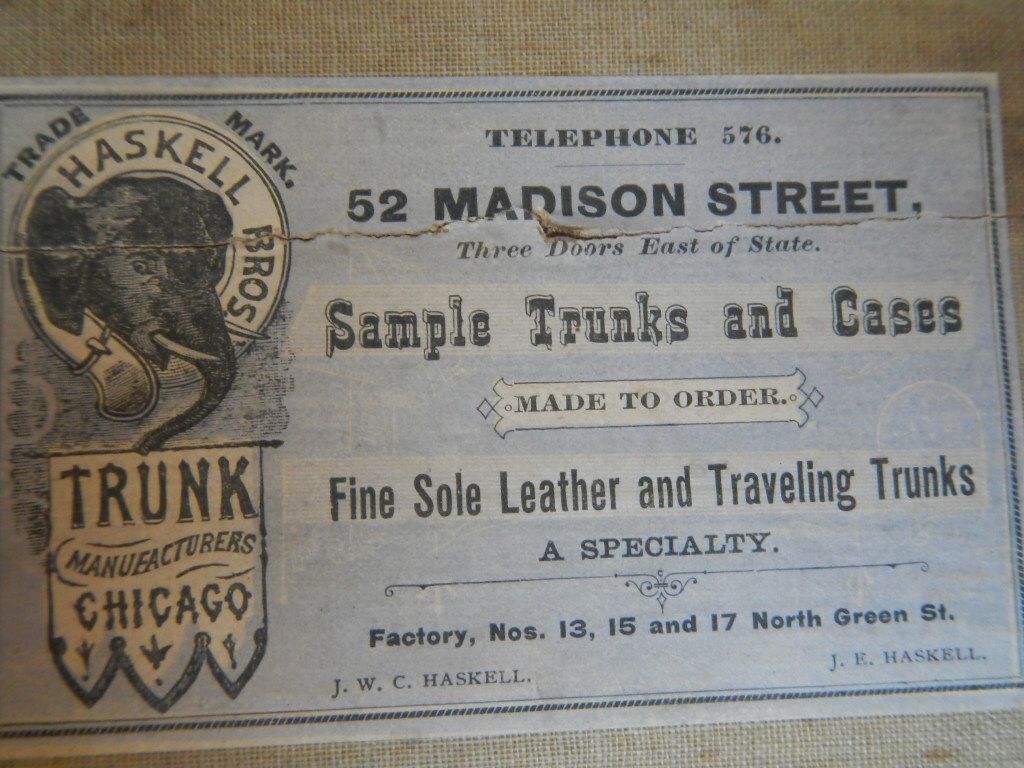 TRADE MARK.
HASKELL BROS.
TRUNK
MANUFACTURERS
CHICAGO
TELEPHONE 576.
52 MADISON STREET,
Three Doors East of State.
Sample Trunks and Cases
MADE TO ORDER.
Fine Sole Leather and Traveling Trunks
A SPECIALTY.
Factory, Nos. 13, 15 and 17 North Green St.
J. W. C. HASKELL.
J. E. HASKELL.